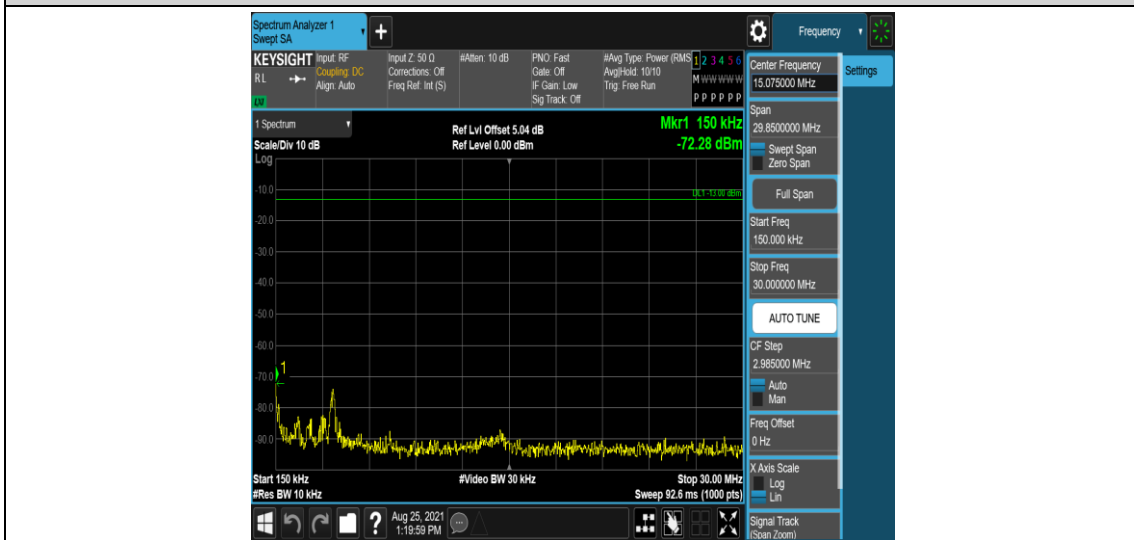 Spectrum Analyzer 1
Swept SA
+
Frequency
KEYSIGHT
RL
LXI
Input: RF
Coupling: DC
Align: Auto
Input Z: 50 Ω
Corrections: Off
Freq Ref: Int (S)
#Atten: 10 dB
PNO: Fast
Gate: Off
IF Gain: Low
Sig Track: Off
#Avg Type: Power (RMS
Avg|Hold: 10/10
Trig: Free Run
1 2 3 4 5 6
M W W W W W
P P P P P P
1 Spectrum
Scale/Div 10 dB
Log
Ref Lvl Offset 5.04 dB
Ref Level 0.00 dBm
Mkr1 150 kHz
-72.28 dBm
DL1 -13.00 dBm
-10.0
-20.0
-30.0
-40.0
-50.0
-60.0
-70.0
-80.0
-90.0
1
Start 150 kHz
#Res BW 10 kHz
#Video BW 30 kHz
Stop 30.00 MHz
Sweep 92.6 ms (1000 pts)
Center Frequency
15.075000 MHz
Settings
Span
29.8500000 MHz
Swept Span
Zero Span
Full Span
Start Freq
150.000 kHz
Stop Freq
30.000000 MHz
AUTO TUNE
CF Step
2.985000 MHz
Auto
Man
Freq Offset
0 Hz
X Axis Scale
Log
Lin
Signal Track
(Span Zoom)
?
Aug 25, 2021
1:19:59 PM